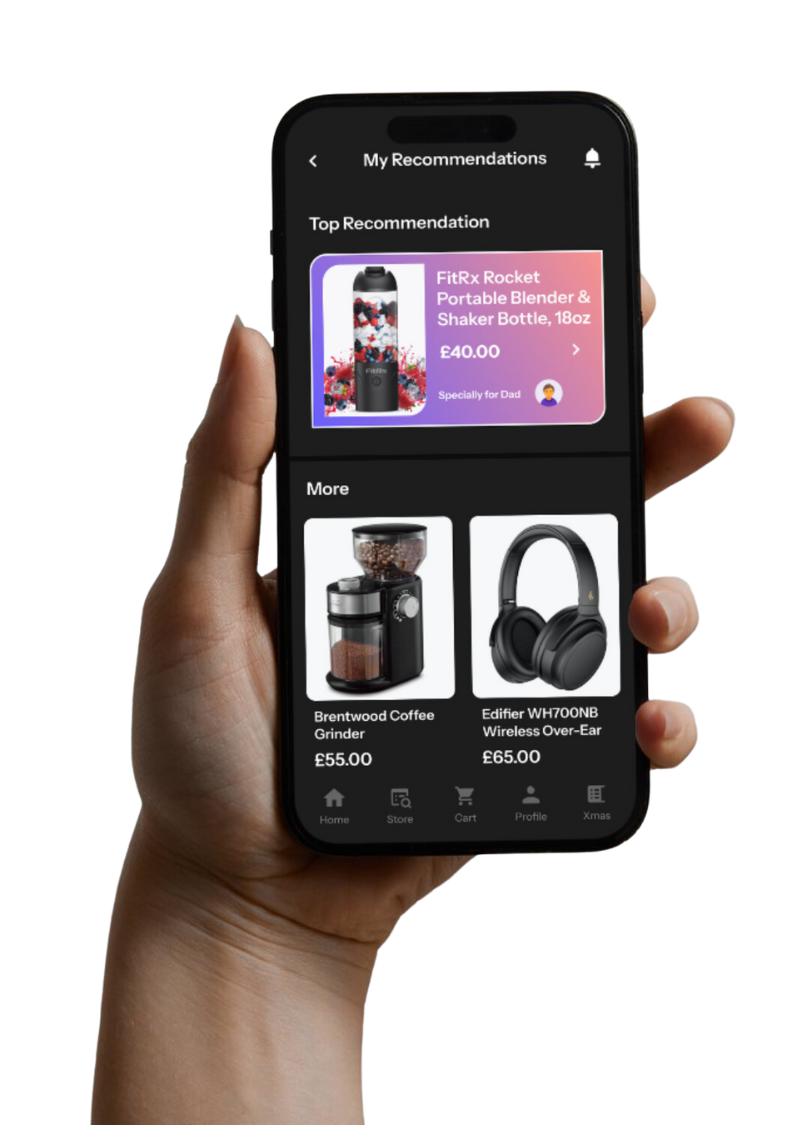 My Recommendations
Top Recommendation
FitRx Rocket
Portable Blender &
Shaker Bottle, 18oz
£40.00
Specially for Dad
FitRx
More
Brentwood Coffee
Grinder
£55.00
Edifier WH700NB
Wireless Over-Ear
£65.00
Home
Store
Cart
Profile
Xmas